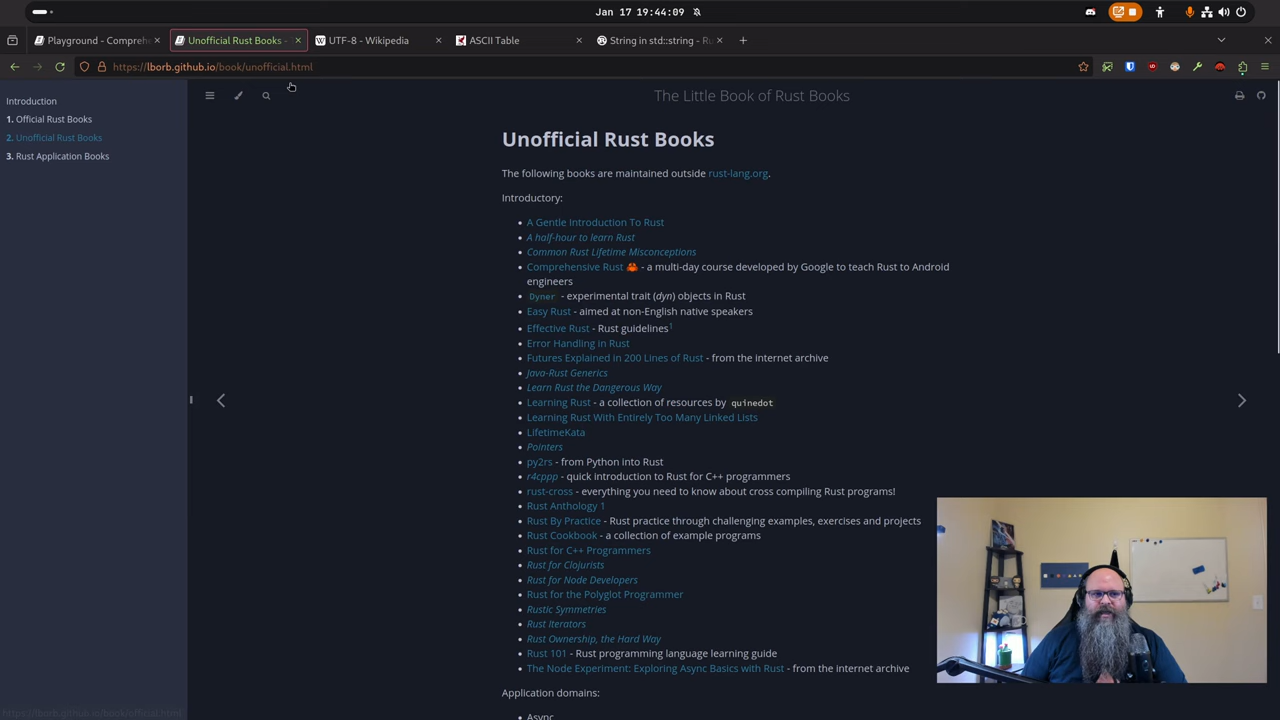 Jan 17 19:44:09
Playground - Comprehe
Unofficial Rust Books -
UTF-8 - Wikipedia
ASCII Table
String in std::string - Ru
https://lborb.github.io/book/unofficial.html
Introduction
1. Official Rust Books
2. Unofficial Rust Books
3. Rust Application Books
The Little Book of Rust Books
Unofficial Rust Books
The following books are maintained outside rust-lang.org.
Introductory:
• A Gentle Introduction To Rust
• A half-hour to learn Rust
• Common Rust Lifetime Misconceptions
• Comprehensive Rust 🦀 - a multi-day course developed by Google to teach Rust to Android
engineers
• Dyner - experimental trait (dyn) objects in Rust
• Easy Rust - aimed at non-English native speakers
• Effective Rust - Rust guidelines1
• Error Handling in Rust
• Futures Explained in 200 Lines of Rust - from the internet archive
• Java-Rust Generics
• Learn Rust the Dangerous Way
• Learning Rust - a collection of resources by quinedot
• Learning Rust With Entirely Too Many Linked Lists
• LifetimeKata
• Pointers
• py2rs - from Python into Rust
• r4cppp - quick introduction to Rust for C++ programmers
• rust-cross - everything you need to know about cross compiling Rust programs!
• Rust Anthology 1
• Rust By Practice - Rust practice through challenging examples, exercises and projects
• Rust Cookbook - a collection of example programs
• Rust for C++ Programmers
• Rust for Clojurists
• Rust for Node Developers
• Rust for the Polyglot Programmer
• Rustic Symmetries
• Rust Iterators
• Rust Ownership, the Hard Way
• Rust 101 - Rust programming language learning guide
• The Node Experiment: Exploring Async Basics with Rust - from the internet archive
Application domains:
• Async
https://lborb.github.io/book/official.html